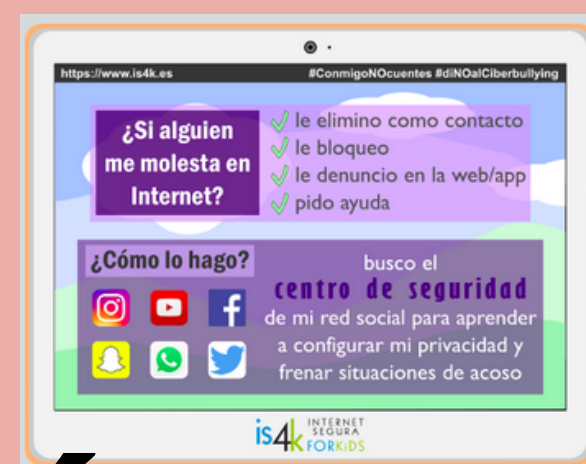 https://www.is4k.es #ConmigoNOcuentes #diNOalCiberbullying
¿Si alguien
me molesta en
Internet?
le elimino como contacto
le bloqueo
le denuncio en la web/app
pido ayuda
¿Cómo lo hago?
busco el
centro de seguridad
de mi red social para aprender
a configurar mi privacidad y
frenar situaciones de acoso
is4k INTERNET
SEGURA
FORKiDS